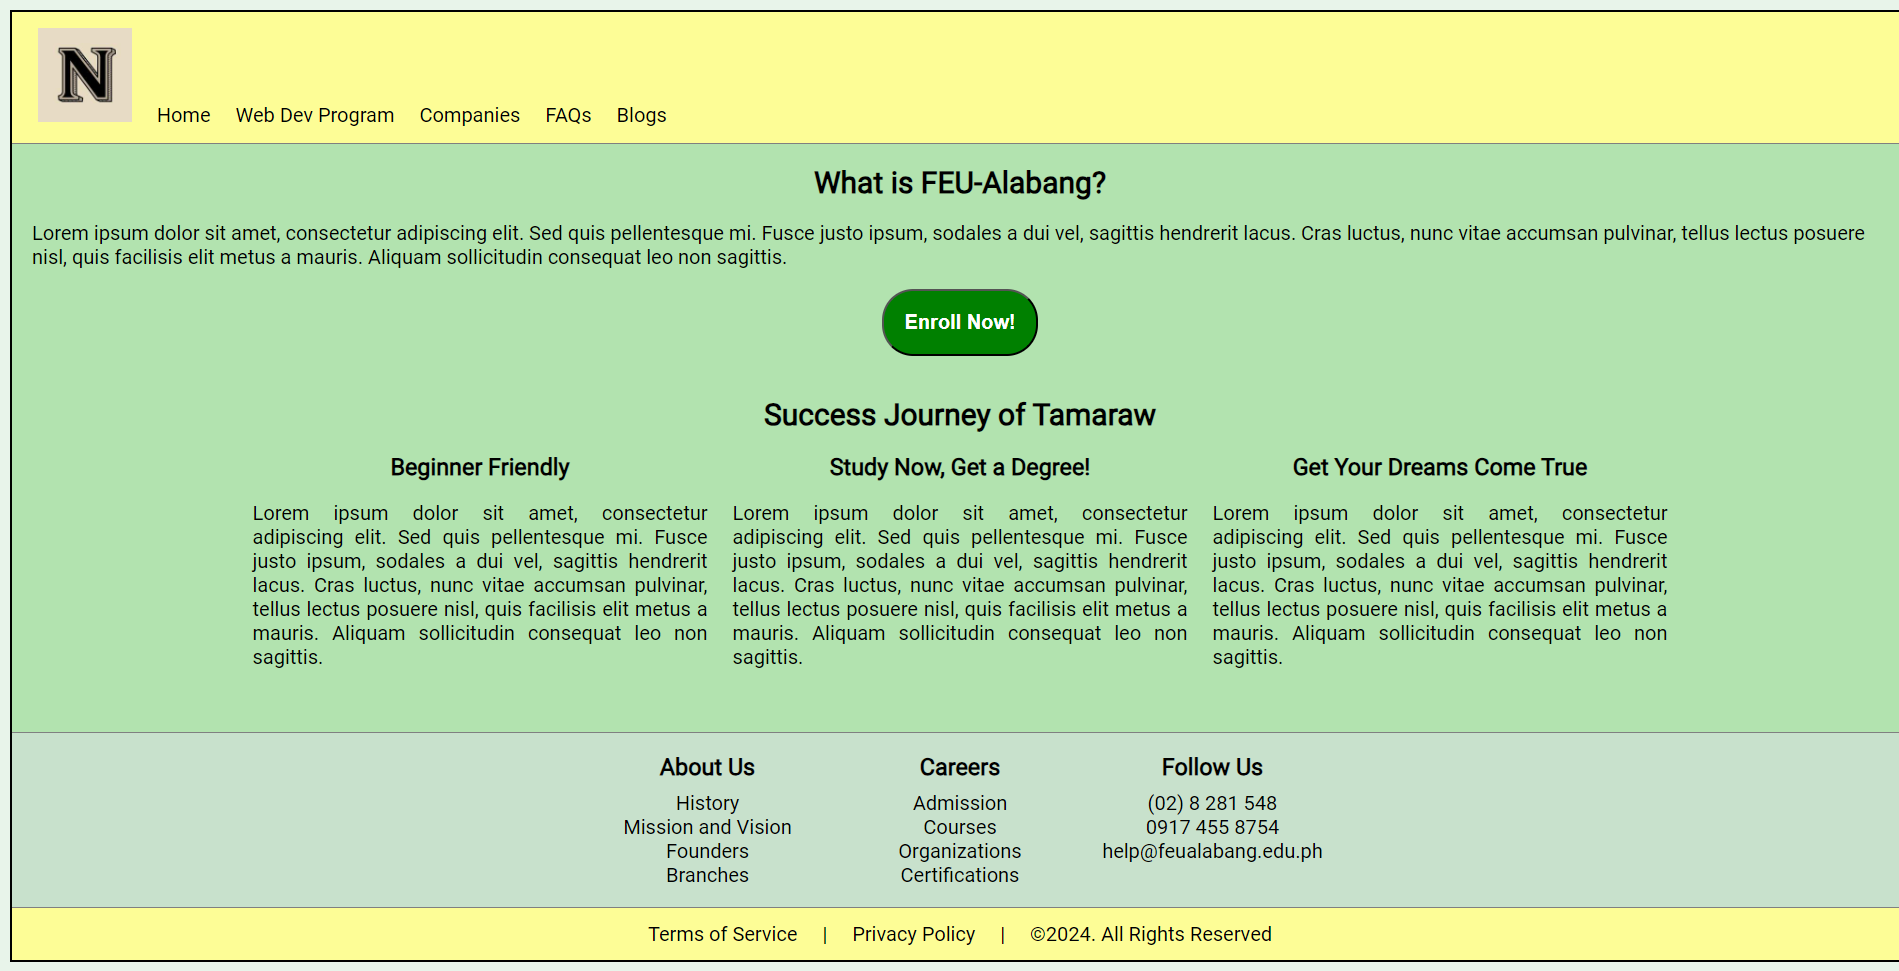 N
Home Web Dev Program Companies FAQs Blogs
What is FEU-Alabang?
Lorem ipsum dolor sit amet, consectetur adipiscing elit. Sed quis pellentesque mi. Fusce justo ipsum, sodales a dui vel, sagittis hendrerit lacus. Cras luctus, nunc vitae accumsan pulvinar, tellus lectus posuere
nisl, quis facilisis elit metus a mauris. Aliquam sollicitudin consequat leo non sagittis.
Enroll Now!
Success Journey of Tamaraw
Beginner Friendly
Lorem ipsum dolor sit amet, consectetur
adipiscing elit. Sed quis pellentesque mi. Fusce
justo ipsum, sodales a dui vel, sagittis hendrerit
lacus. Cras luctus, nunc vitae accumsan pulvinar,
tellus lectus posuere nisl, quis facilisis elit metus a
mauris. Aliquam sollicitudin consequat leo non
sagittis.
Study Now, Get a Degree!
Lorem ipsum dolor sit amet, consectetur
adipiscing elit. Sed quis pellentesque mi. Fusce
justo ipsum, sodales a dui vel, sagittis hendrerit
lacus. Cras luctus, nunc vitae accumsan pulvinar,
tellus lectus posuere nisl, quis facilisis elit metus a
mauris. Aliquam sollicitudin consequat leo non
sagittis.
Get Your Dreams Come True
Lorem ipsum dolor sit amet, consectetur
adipiscing elit. Sed quis pellentesque mi. Fusce
justo ipsum, sodales a dui vel, sagittis hendrerit
lacus. Cras luctus, nunc vitae accumsan pulvinar,
tellus lectus posuere nisl, quis facilisis elit metus a
mauris. Aliquam sollicitudin consequat leo non
sagittis.
About Us
History
Mission and Vision
Founders
Branches
Careers
Admission
Courses
Organizations
Certifications
Follow Us
(02) 8 281 548
0917 455 8754
help@feualabang.edu.ph
Terms of Service | Privacy Policy | ©2024. All Rights Reserved